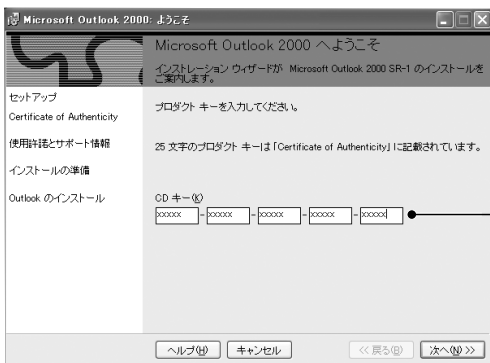 Microsoft Outlook 2000: ようこそ
Microsoft Outlook 2000 へようこそ
インストレーション ウィザードが Microsoft Outlook 2000 SR-1 のインストールを
ご案内します。
セットアップ
Certificate of Authenticity
使用許諾とサポート情報
インストールの準備
Outlook のインストール
プロダクト キーを入力してください。
25 文字のプロダクト キーは「Certificate of Authenticity」に記載されています。
CD キー(K)
xxxxx - xxxxx - xxxxx - xxxxx - xxxxx
ヘルプ(H) キャンセル << 戻る(B) 次へ(N) >>